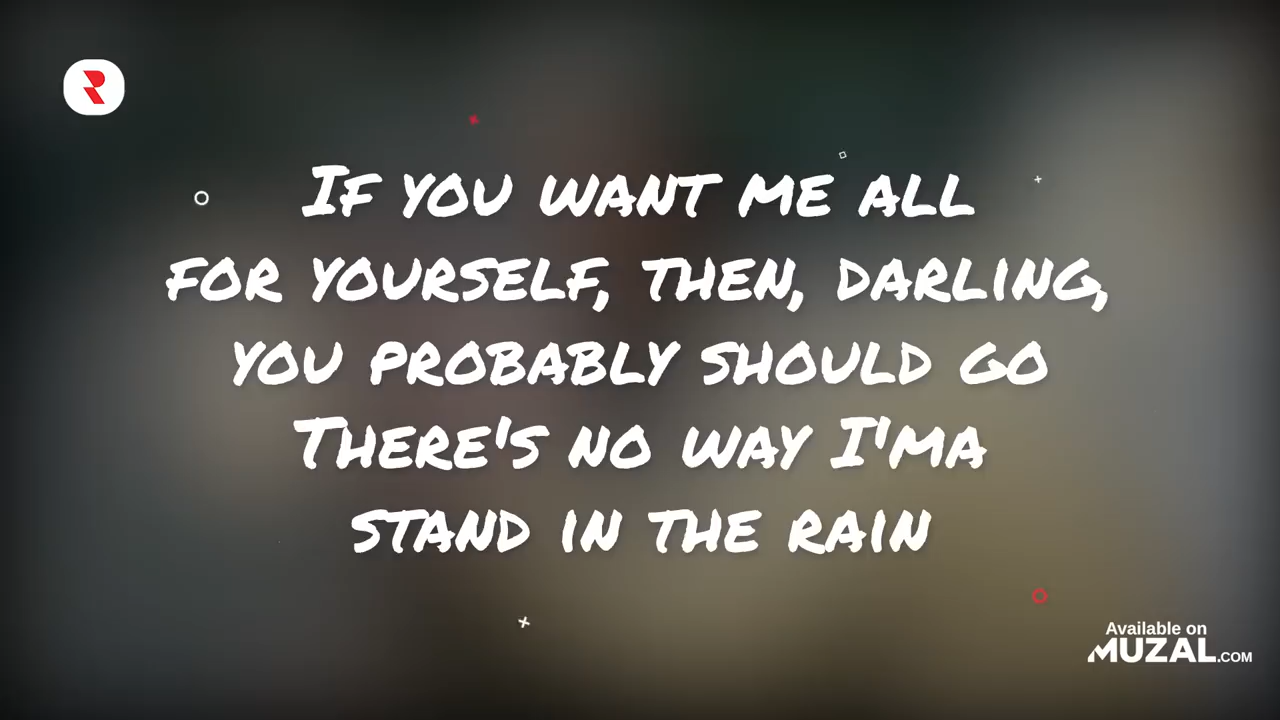 If you want me all
for yourself, then, darling,
you probably should go
There's no way I'ma
stand in the rain
Available on
MUZAL.COM